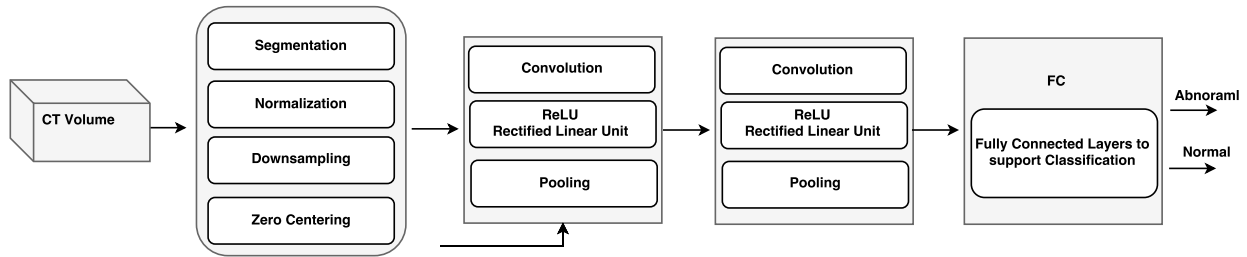 CT Volume
Segmentation
Normalization
Downsampling
Zero Centering
Convolution
ReLU
Rectified Linear Unit
Pooling
Convolution
ReLU
Rectified Linear Unit
Pooling
FC
Fully Connected Layers to
support Classification
Abnoraml
Normal